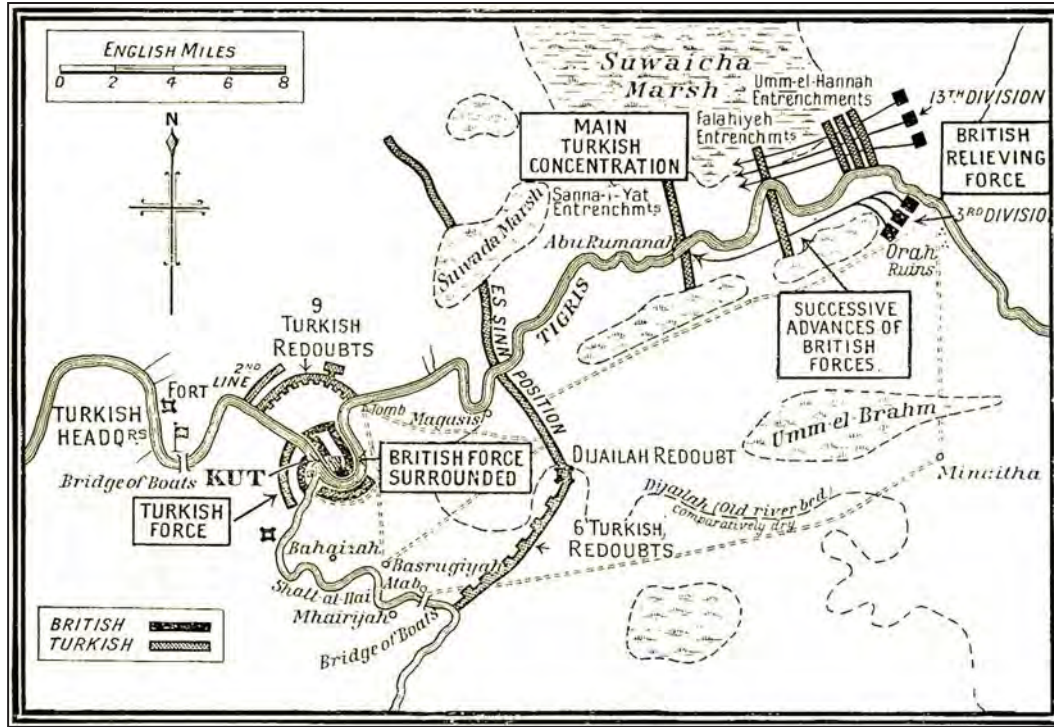 ENGLISH MILES
0 2 4 6 8
N
Suwaicha
Marsh
Umm-el-Hannah
Entrenchments
13TH DIVISION
Falahiyeh
Entrenchmts
BRITISH
RELIEVING
FORCE
MAIN
TURKISH
CONCENTRATION
Sanna-i-Yat
Entrenchmts
3RD DIVISION
Suwada Marsh
Abu Rumanah
Orah
Ruins
ES SINN
POSITION
TIGRIS
SUCCESSIVE
ADVANCES OF
BRITISH
FORCES.
9
TURKISH
REDOUBTS
2ND LINE
FORT
TURKISH
HEADQRS
Tomb
Magasis
Umm-el-Brahm
Bridge of Boats
KUT
BRITISH FORCE
SURROUNDED
DIJAILAH REDOUBT
TURKISH
FORCE
Dijailah (Old river bed)
comparatively dry
6 TURKISH
REDOUBTS
Basrugiyah
Atab
Mhairijah
Bridge of Boats
BRITISH
TURKISH